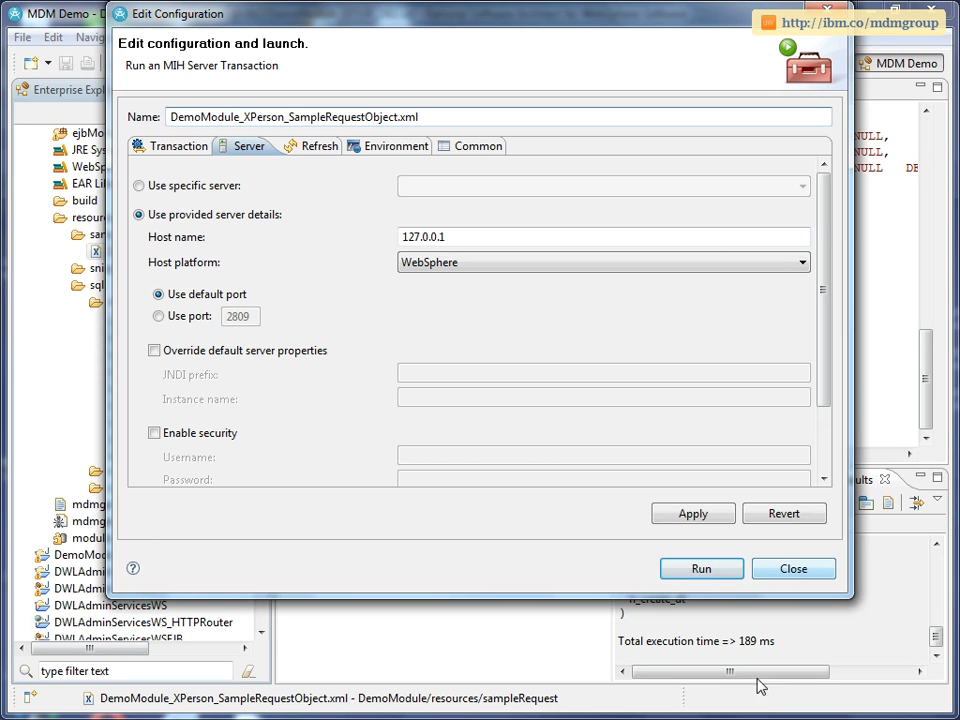 MDM Demo -
Edit Configuration
http://ibm.co/mdmgroup
File Edit Navig
Edit configuration and launch.
Run an MIH Server Transaction
MDM Demo
Enterprise Expl
Name: DemoModule_XPerson_SampleRequestObject.xml
Transaction Server Refresh Environment Common
ejbMo
JRE Sys
WebSp
EAR Lib
build
resour
sam
X
snip
sql
Use specific server:
Use provided server details:
Host name: 127.0.0.1
Host platform: WebSphere
Use default port
Use port: 2809
Override default server properties
JNDI prefix:
Instance name:
Enable security
Username:
Password:
NULL,
NULL,
NULL DE
Apply Revert
Run Close
ults
mdmg
mdmg
modul
DemoMod
DWLAdmi
DWLAdmi
DWLAdminServicesWS
DWLAdminServicesWS_HTTPRouter
DWLAdminServicesWSEJB
)
Total execution time => 189 ms
type filter text
DemoModule_XPerson_SampleRequestObject.xml - DemoModule/resources/sampleRequest